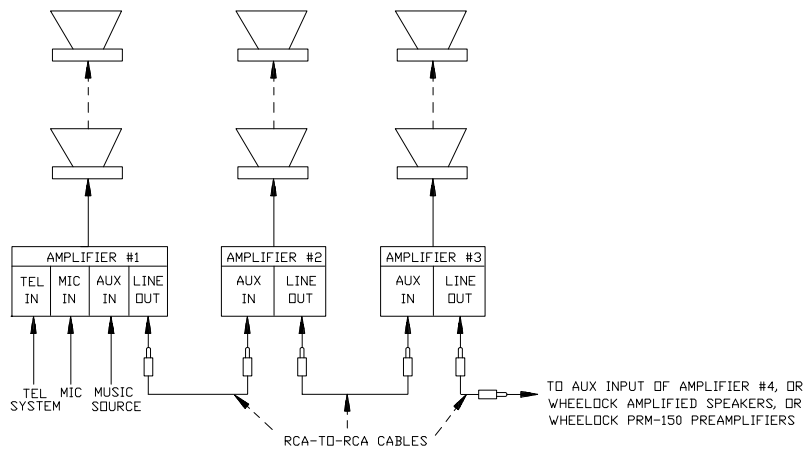 AMPLIFIER #1
TEL IN
MIC IN
AUX IN
LINE OUT
AMPLIFIER #2
AUX IN
LINE OUT
AMPLIFIER #3
AUX IN
LINE OUT
TEL SYSTEM
MIC
MUSIC SOURCE
RCA-TO-RCA CABLES
TO AUX INPUT OF AMPLIFIER #4, OR
WHEELOCK AMPLIFIED SPEAKERS, OR
WHEELOCK PRM-150 PREAMPLIFIERS